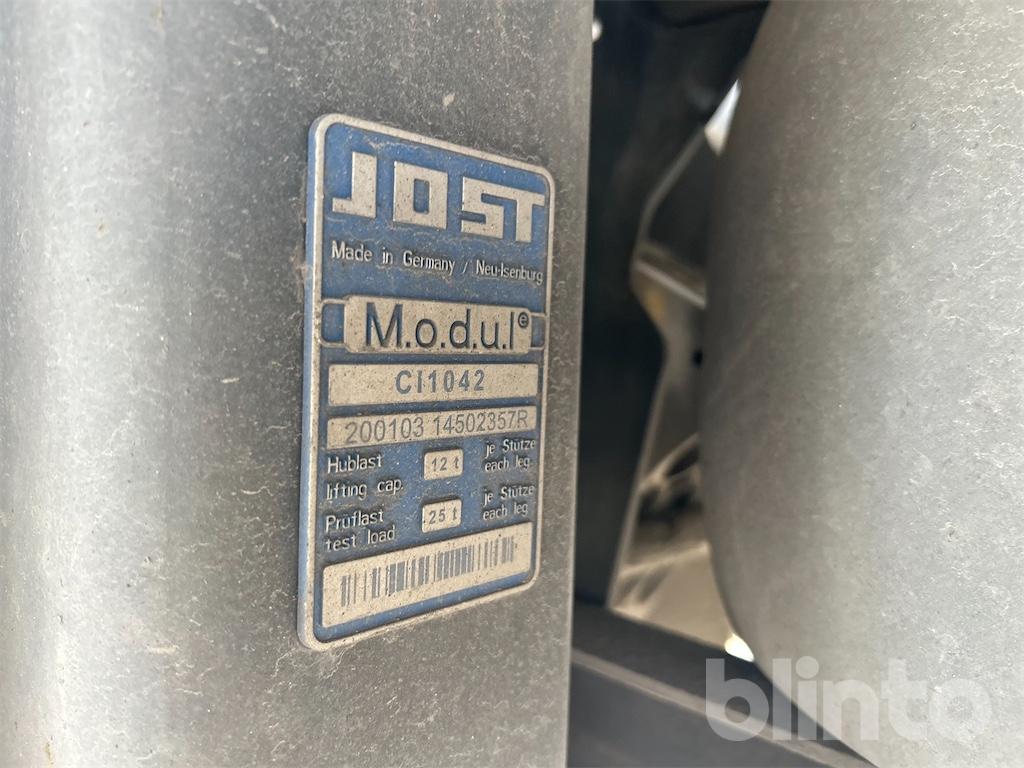 JOST
Made in Germany / Neu-Isenburg
M.o.d.u.l e
CI1042
200103 14502357R
Hublast 12 t je Stütze
lifting cap. each leg.
Prüflast 25 t je Stütze
test load each leg
blinto